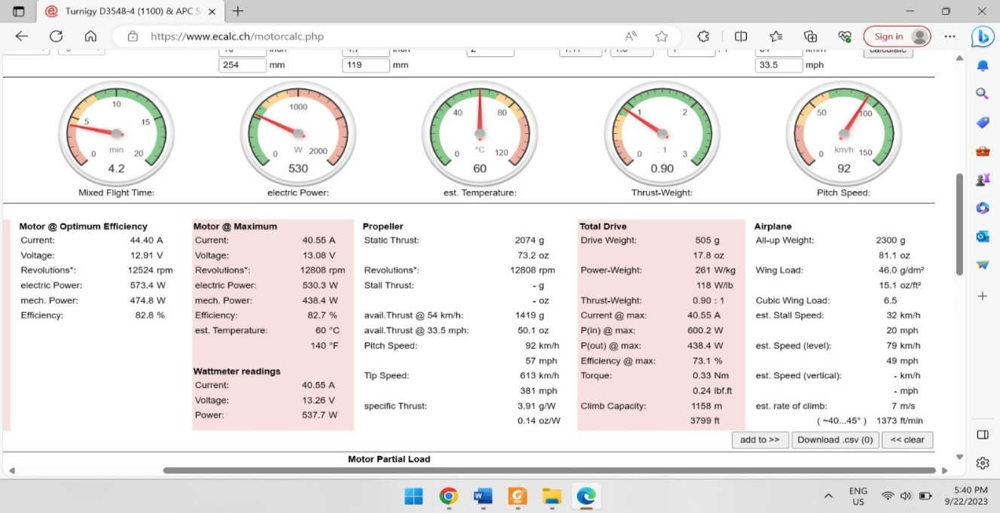 Turnigy D3548-4 (1100) & APC S
https://www.ecalc.ch/motorcalc.php
Sign in
254 mm 119 mm 33.5 mph
0 5 10 15 20 min 4.2
0 1000 2000 W 530
0 40 80 120 °C 60
0 1 2 3 : 1 0.90
0 50 100 150 km/h 92
Mixed Flight Time: electric Power: est. Temperature: Thrust-Weight: Pitch Speed:
Motor @ Optimum Efficiency
Current: 44.40 A
Voltage: 12.91 V
Revolutions*: 12524 rpm
electric Power: 573.4 W
mech. Power: 474.8 W
Efficiency: 82.8 %
Motor @ Maximum
Current: 40.55 A
Voltage: 13.08 V
Revolutions*: 12808 rpm
electric Power: 530.3 W
mech. Power: 438.4 W
Efficiency: 82.7 %
est. Temperature: 60 °C
140 °F
Wattmeter readings
Current: 40.55 A
Voltage: 13.26 V
Power: 537.7 W
Propeller
Static Thrust: 2074 g
73.2 oz
Revolutions*: 12808 rpm
Stall Thrust: - g
- oz
avail.Thrust @ 54 km/h: 1419 g
avail.Thrust @ 33.5 mph: 50.1 oz
Pitch Speed: 92 km/h
57 mph
Tip Speed: 613 km/h
381 mph
specific Thrust: 3.91 g/W
0.14 oz/W
Total Drive
Drive Weight: 505 g
17.8 oz
Power-Weight: 261 W/kg
118 W/lb
Thrust-Weight: 0.90 : 1
Current @ max: 40.55 A
P(in) @ max: 600.2 W
P(out) @ max: 438.4 W
Efficiency @ max: 73.1 %
Torque: 0.33 Nm
0.24 lbf.ft
Climb Capacity: 1158 m
3799 ft
Airplane
All-up Weight: 2300 g
81.1 oz
Wing Load: 46.0 g/dm²
15.1 oz/ft²
Cubic Wing Load: 6.5
est. Stall Speed: 32 km/h
20 mph
est. Speed (level): 79 km/h
49 mph
est. Speed (vertical): - km/h
- mph
est. rate of climb: 7 m/s
( ~40...45° ) 1373 ft/min
add to >> Download .csv (0) << clear
Motor Partial Load
ENG
US
5:40 PM
9/22/2023